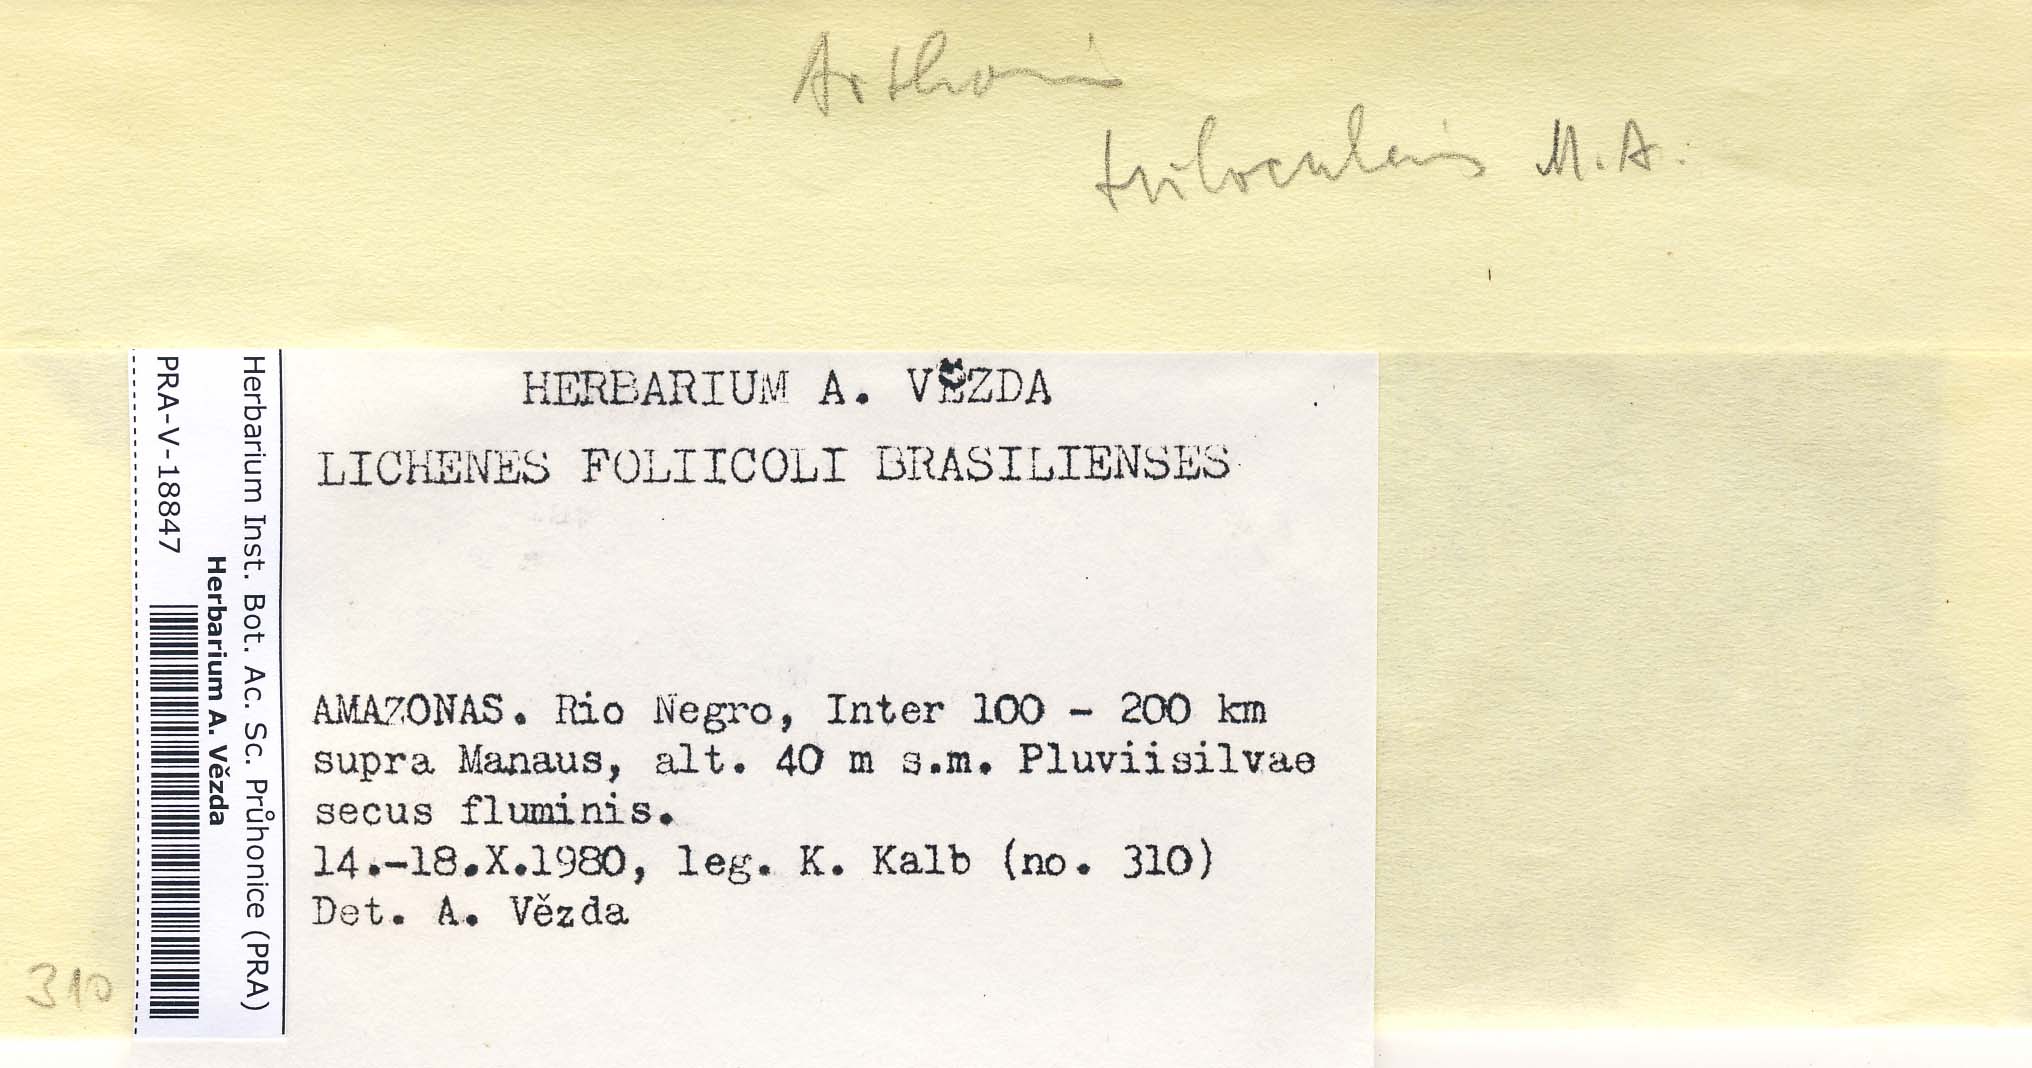 Arthonia
trilocularis M.A.
HERBARIUM A. VĚZDA
LICHENES FOLIICOLI BRASILIENSES
AMAZONAS. Rio Negro, Inter 100 - 200 km
supra Manaus, alt. 40 m s.m. Pluviisilvae
secus fluminis.
14.-18.X.1980, leg. K. Kalb (no. 310)
Det. A. Vězda
Herbarium Inst. Bot. Ac. Sc. Průhonice (PRA)
Herbarium A. Vězda
PRA-V-18847
310